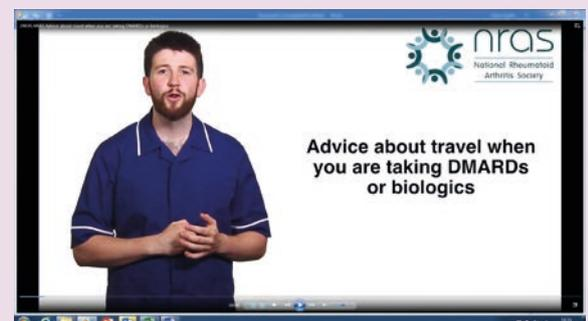 nras
National Rheumatoid
Arthritis Society
Advice about travel when
you are taking DMARDs
or biologics